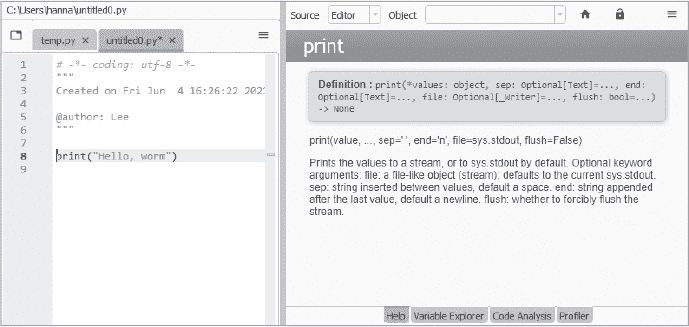 C:\Users\hanna\untitled0.py
temp.py
untitled0.py*
1 # -*- coding: utf-8 -*-
2 """
3 Created on Fri Jun 4 16:26:22 202
4
5 @author: Lee
6 """
7
8 print("Hello, worm")
9
Source Editor Object
print
Definition : print(*values: object, sep: Optional[Text]=..., end:
Optional[Text]=..., file: Optional[_Writer]=..., flush: bool=...)
-> None
print(value, ..., sep=' ', end='n', file=sys.stdout, flush=False)
Prints the values to a stream, or to sys.stdout by default. Optional keyword
arguments: file: a file-like object (stream); defaults to the current sys.stdout.
sep: string inserted between values, default a space. end: string appended
after the last value, default a newline. flush: whether to forcibly flush the
stream.
Help Variable Explorer Code Analysis Profiler